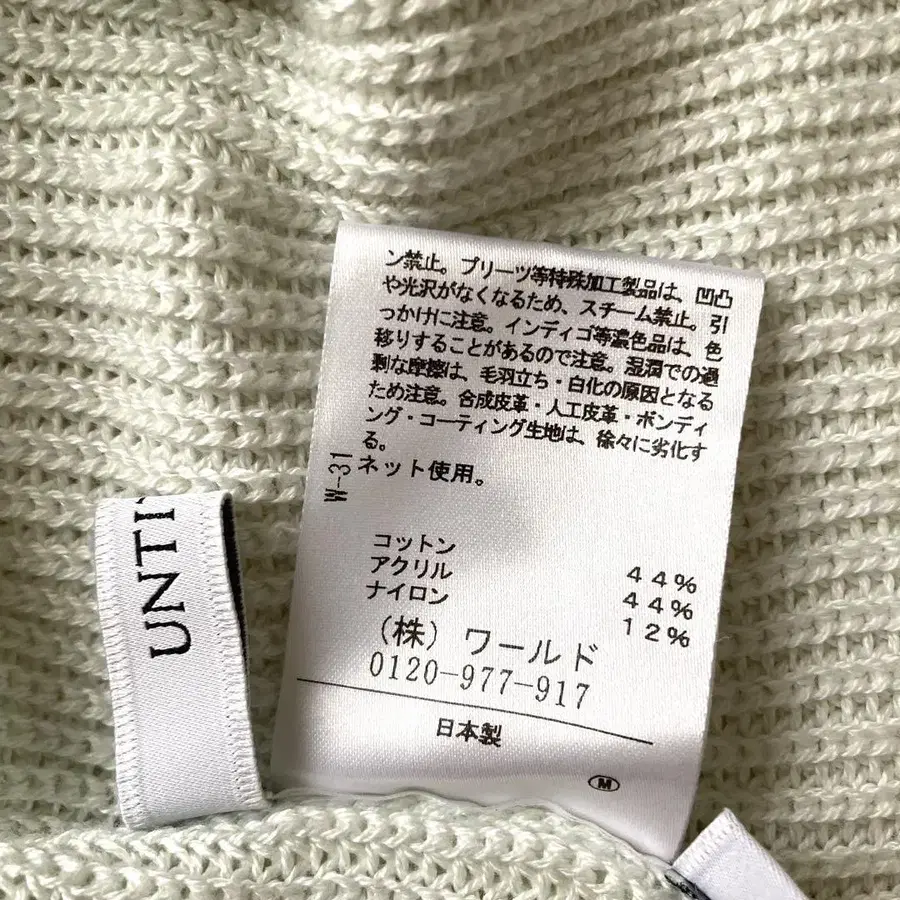 ン禁止。プリーツ等特殊加工製品は、凹凸
や光沢がなくなるため、スチーム禁止。引
っかけに注意。インディゴ等濃色品は、色
移りすることがあるので注意。湿潤での過
剰な摩擦は、毛羽立ち・白化の原因となる
ため注意。合成皮革・人工皮革・ボンディ
ング・コーティング生地は、徐々に劣化す
る。
ネット使用。
W-31
コットン 44%
アクリル 44%
ナイロン 12%
(株) ワールド
0120-977-917
日本製
M
UNTI